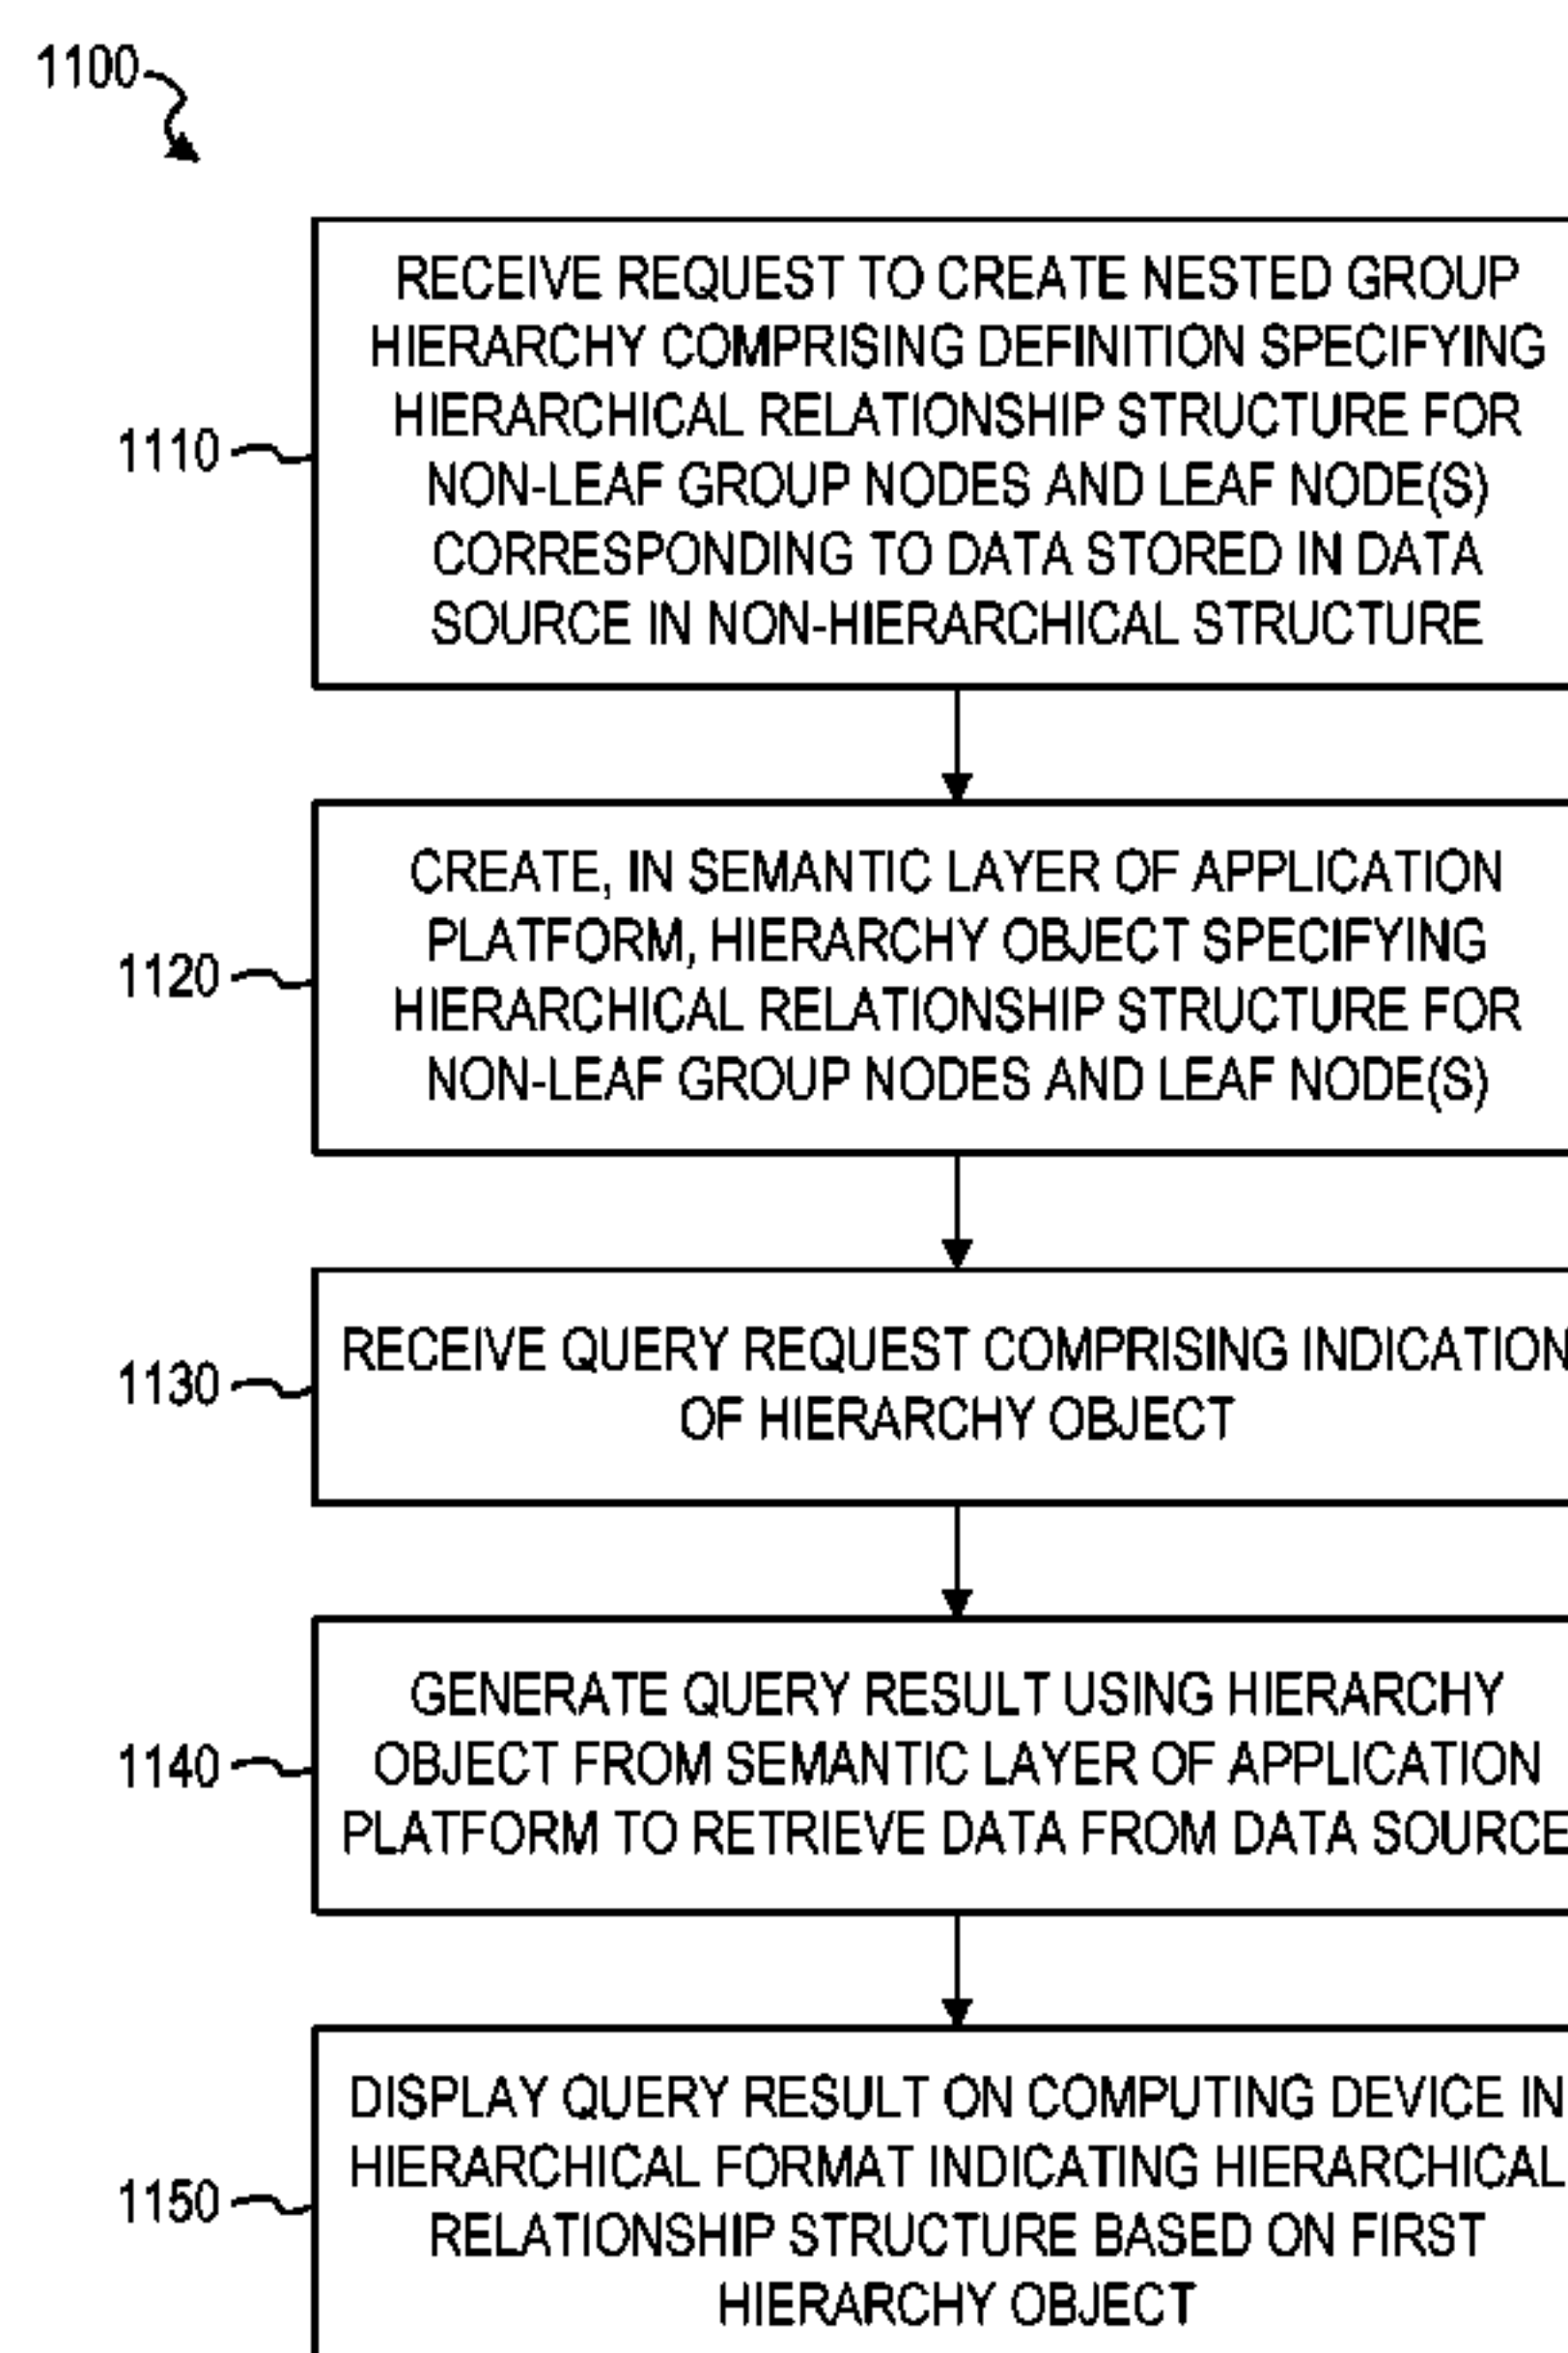 1100
RECEIVE REQUEST TO CREATE NESTED GROUP
HIERARCHY COMPRISING DEFINITION SPECIFYING
HIERARCHICAL RELATIONSHIP STRUCTURE FOR
1110
NON-LEAF GROUP NODES AND LEAF NODE(S)
CORRESPONDING TO DATA STORED IN DATA
SOURCE IN NON-HIERARCHICAL STRUCTURE
CREATE, IN SEMANTIC LAYER OF APPLICATION
PLATFORM, HIERARCHY OBJECT SPECIFYING
1120
HIERARCHICAL RELATIONSHIP STRUCTURE FOR
NON-LEAF GROUP NODES AND LEAF NODE(S)
RECEIVE QUERY REQUEST COMPRISING INDICATION
1130
OF HIERARCHY OBJECT
GENERATE QUERY RESULT USING HIERARCHY
1140
OBJECT FROM SEMANTIC LAYER OF APPLICATION
PLATFORM TO RETRIEVE DATA FROM DATA SOURCE
DISPLAY QUERY RESULT ON COMPUTING DEVICE IN
HIERARCHICAL FORMAT INDICATING HIERARCHICAL
1150
RELATIONSHIP STRUCTURE BASED ON FIRST
HIERARCHY OBJECT